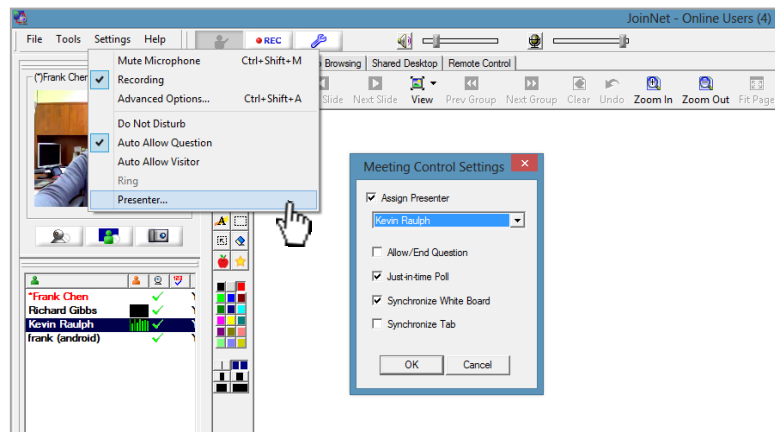 JoinNet - Online Users (4)
File Tools Settings Help
REC
Mute Microphone Ctrl+Shift+M
Recording
Advanced Options... Ctrl+Shift+A
Do Not Disturb
Auto Allow Question
Auto Allow Visitor
Ring
Presenter...
Browsing Shared Desktop Remote Control
Slide Next Slide View Prev Group Next Group Clear Undo Zoom In Zoom Out Fit Page
(*)Frank Chen
*Frank Chen
Richard Gibbs
Kevin Raulph
frank (android)
Meeting Control Settings
Assign Presenter
Kevin Raulph
Allow/End Question
Just-in-time Poll
Synchronize White Board
Synchronize Tab
OK Cancel